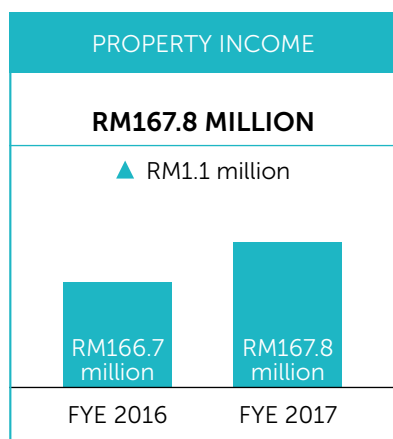 PROPERTY INCOME
RM167.8 MILLION
▲ RM1.1 million
RM166.7
million
RM167.8
million
FYE 2016
FYE 2017